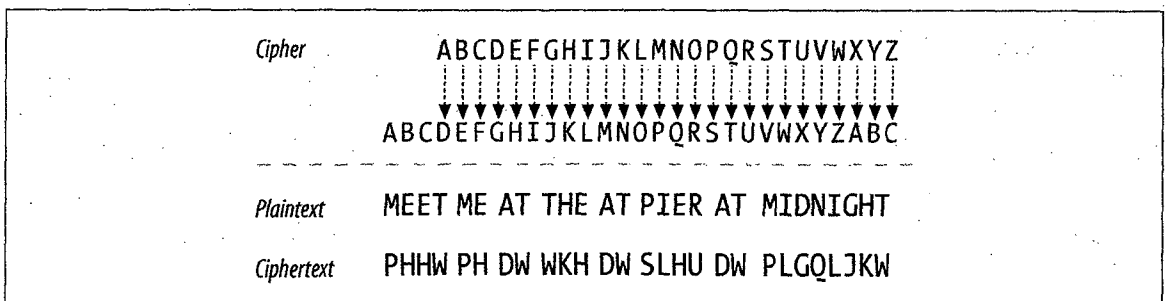 Cipher ABCDEFGHIJKLMNOPQRSTUVWXYZ
ABCDEFGHIJKLMNOPQRSTUVWXYZABC
Plaintext MEET ME AT THE AT PIER AT MIDNIGHT
Ciphertext PHHW PH DW WKH DW SLHU DW PLGQLJKW